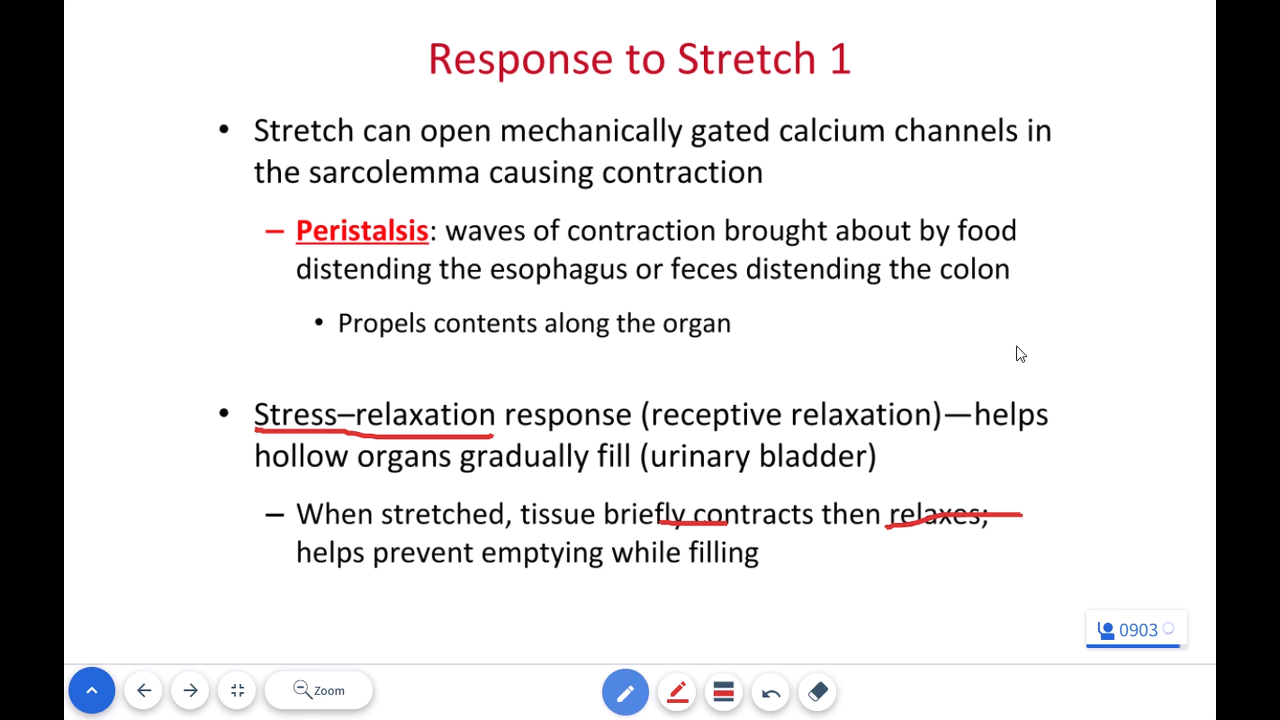 Response to Stretch 1
• Stretch can open mechanically gated calcium channels in
the sarcolemma causing contraction
– Peristalsis: waves of contraction brought about by food
distending the esophagus or feces distending the colon
• Propels contents along the organ
• Stress–relaxation response (receptive relaxation)—helps
hollow organs gradually fill (urinary bladder)
– When stretched, tissue briefly contracts then relaxes;
helps prevent emptying while filling
0903
Zoom